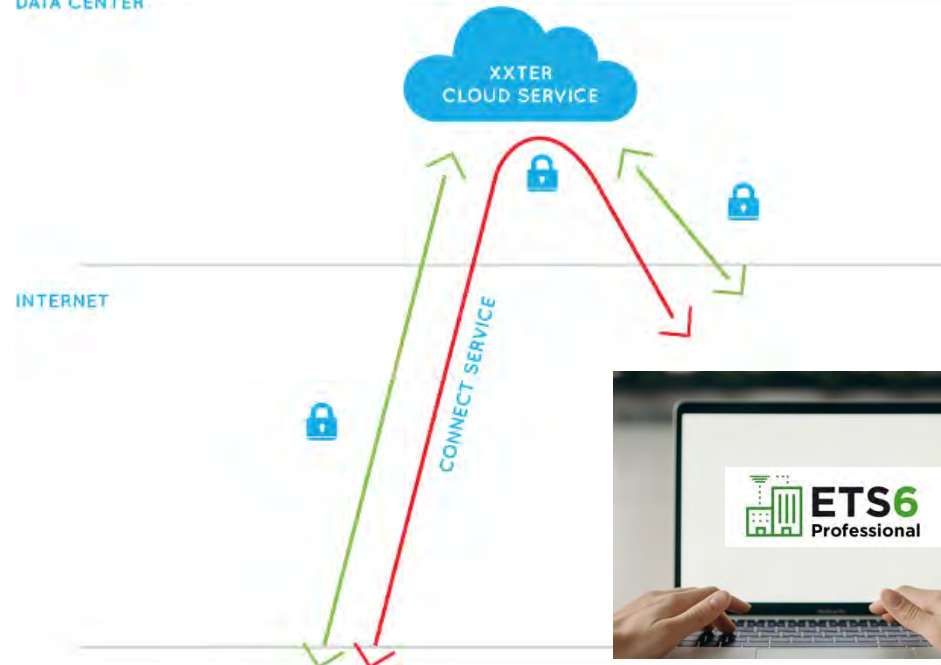 DATA CENTER
XXTER
CLOUD SERVICE
INTERNET
CONNECT SERVICE
ETS6
Professional